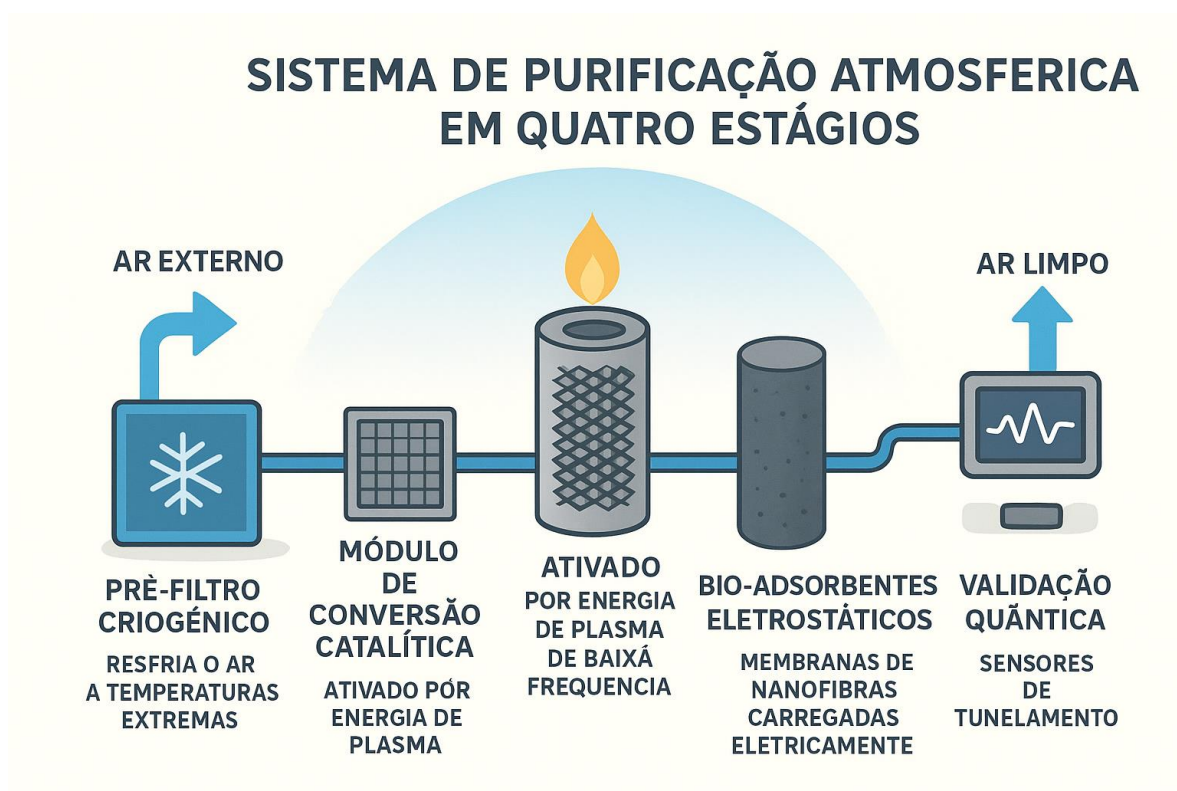 SISTEMA DE PURIFICAÇÃO ATMOSFERICA
EM QUATRO ESTÁGIOS
AR EXTERNO
AR LIMPO
PRÈ-FILTRO
CRIOGÉNICO
RESFRIA O AR
A TEMPERATURAS
EXTREMAS
MÓDULO
DE
CONVERSÃO
CATALÍTICA
ATIVADO PÓR
ENERGIA DE
PLASMA
ATIVADO
POR ENERGIA
DE PLASMA
DE BAIXÁ
FREQUENCIA
BIO-ADSORBENTES
ELETROSTÁTICOS
MEMBRANAS DE
NANOFIBRAS
CARREGADAS
ELETRICAMENTE
VALIDAÇÃO
QUÃNTICA
SENSORES
DE
TUNELAMENTO